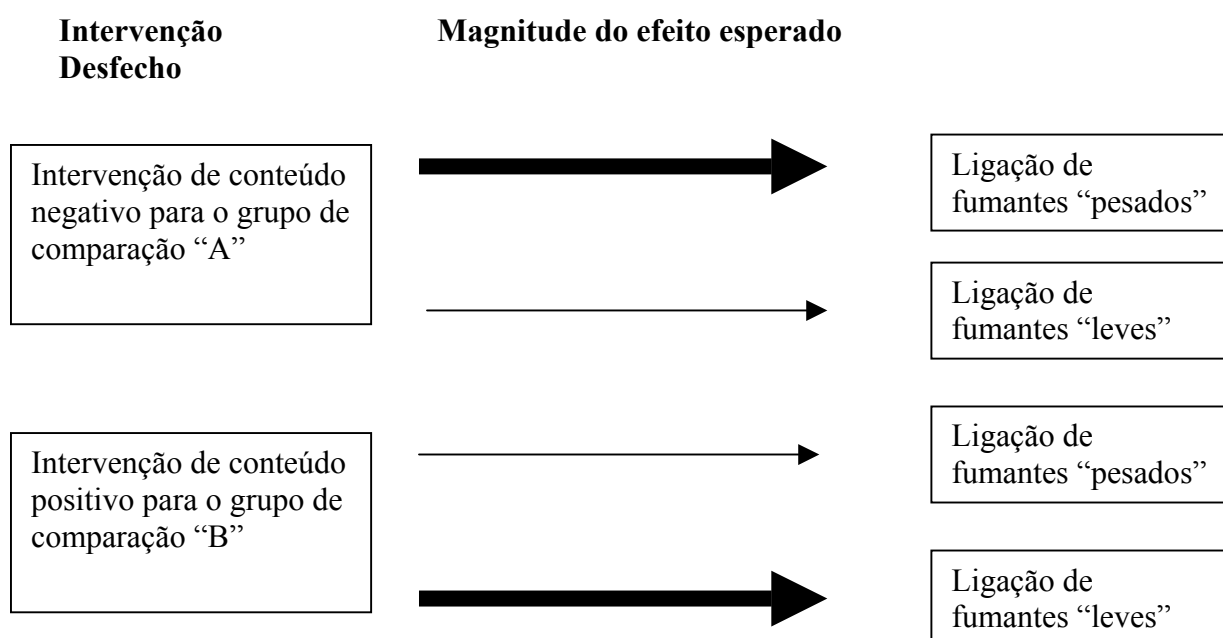 Intervenção
Desfecho
Magnitude do efeito esperado
Intervenção de conteúdo
negativo para o grupo de
comparação “A”
Ligação de
fumantes “pesados”
Ligação de
fumantes “leves”
Intervenção de conteúdo
positivo para o grupo de
comparação “B”
Ligação de
fumantes “pesados”
Ligação de
fumantes “leves”